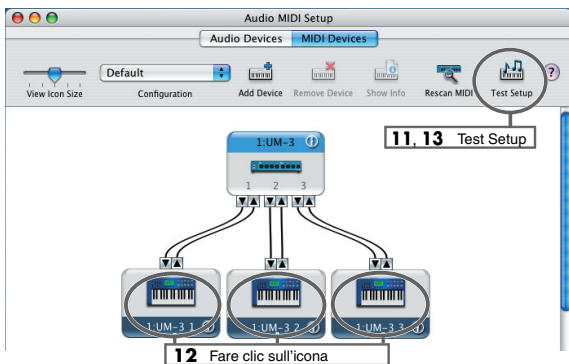 Audio MIDI Setup
Audio Devices MIDI Devices
Default
View Icon Size Configuration Add Device Remove Device Show Info Rescan MIDI Test Setup ?
11, 13 Test Setup
1:UM-3 i
1 2 3
1:UM-3 1 i 1:UM-3 2 i 1:UM-3 3 i
12 Fare clic sull'icona